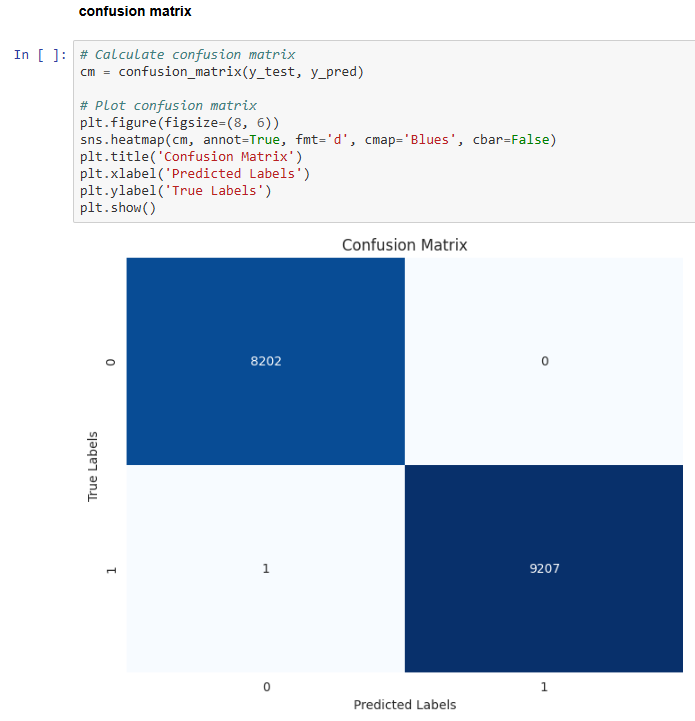 confusion matrix
In [ ]:
# Calculate confusion matrix
cm = confusion_matrix(y_test, y_pred)
# Plot confusion matrix
plt.figure(figsize=(8, 6))
sns.heatmap(cm, annot=True, fmt='d', cmap='Blues', cbar=False)
plt.title('Confusion Matrix')
plt.xlabel('Predicted Labels')
plt.ylabel('True Labels')
plt.show()
Confusion Matrix
True Labels
0
8202
0
1
1
9207
0
1
Predicted Labels